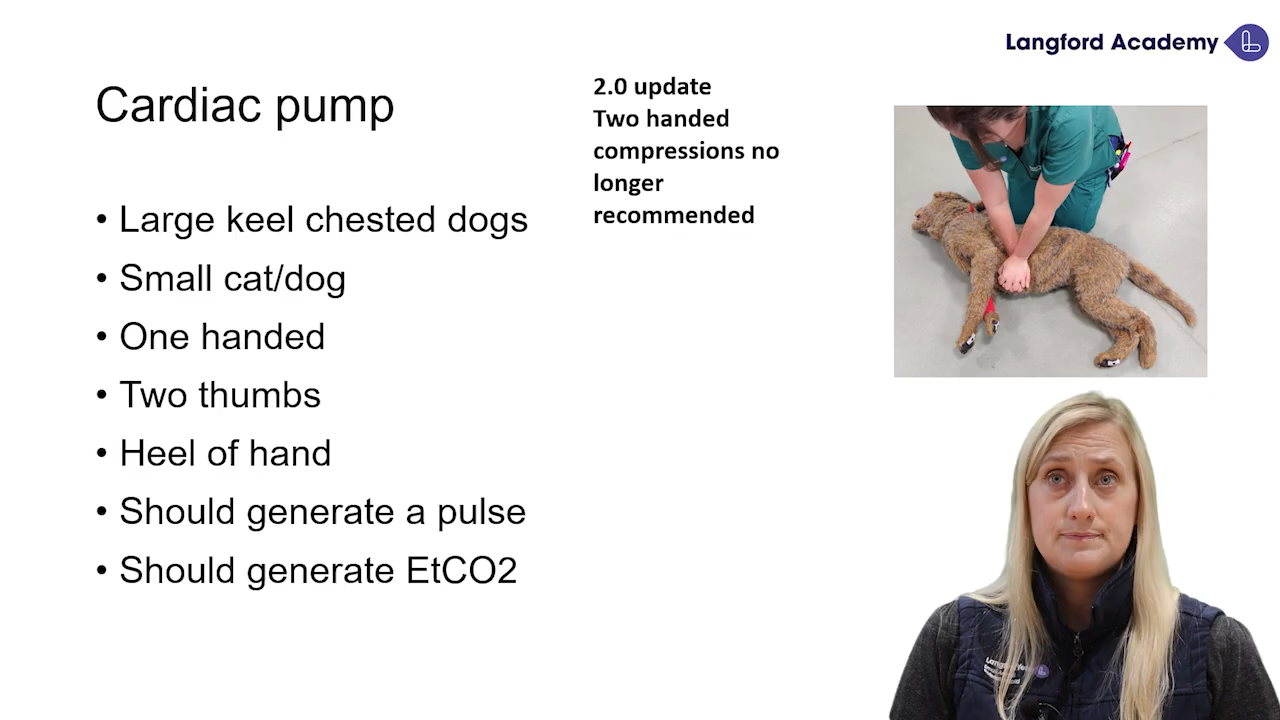 Langford Academy
Cardiac pump
2.0 update
Two handed
compressions no
longer
recommended
• Large keel chested dogs
• Small cat/dog
• One handed
• Two thumbs
• Heel of hand
• Should generate a pulse
• Should generate EtCO2